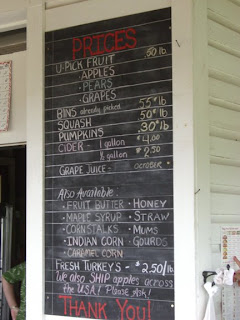 PRICES
U-PICK FRUIT .50 lb
-APPLES
-PEARS
-GRAPES
BINS already picked 55¢ lb
SQUASH 50¢ lb
PUMPKINS 30¢ lb
CIDER - 1 gallon $4.00
½ gallon $2.50
GRAPE JUICE - October
Also Available
•FRUIT BUTTER •HONEY
•MAPLE SYRUP •STRAW
•CORNSTALKS •MUMS
•INDIAN CORN •GOURDS
•CARAMEL CORN
FRESH TURKEYS - $2.50/lb
We also SHIP apples across
the U.S.A.! Please Ask!
THANK YOU!